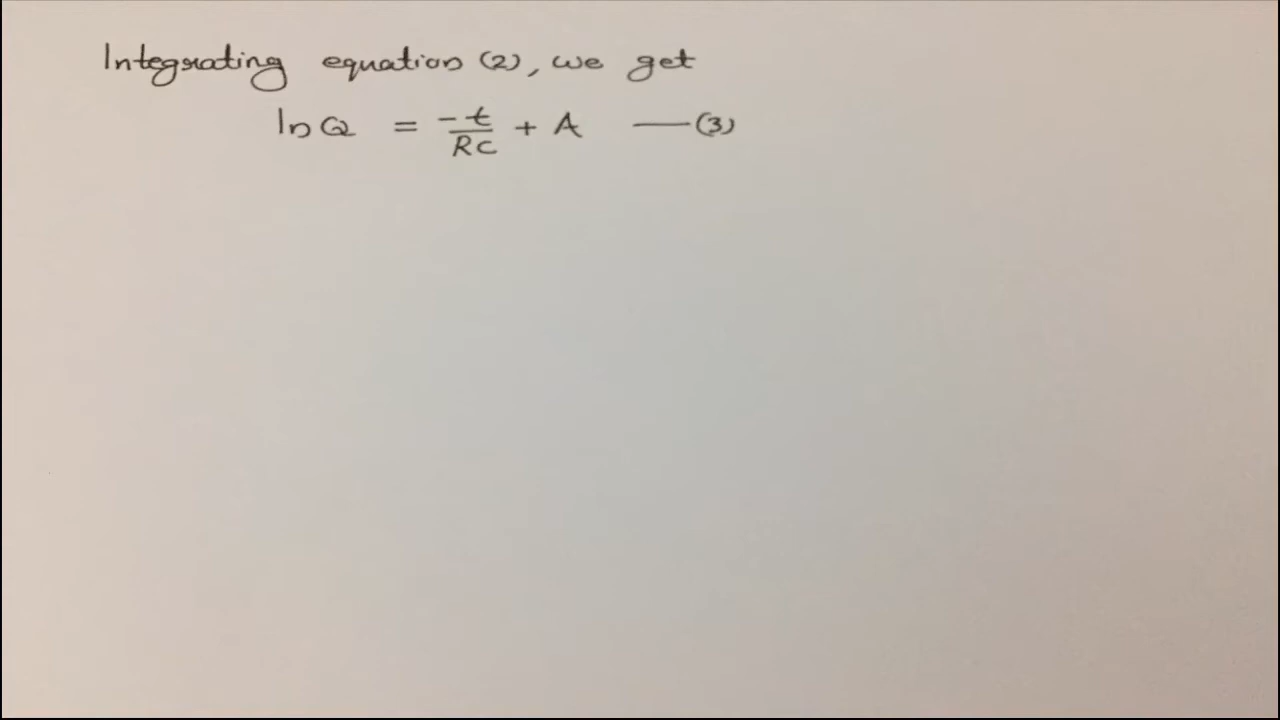 Integrating equation (2), we get
ln Q = -t/RC + A —(3)